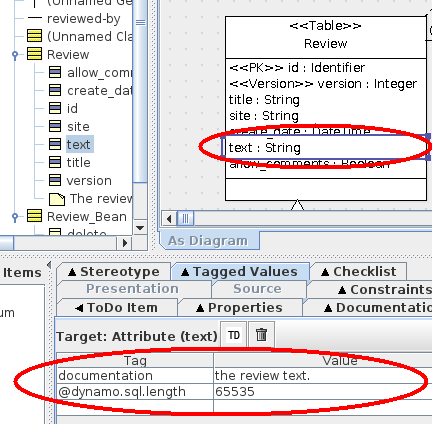 (Unnamed Ge
reviewed-by
(Unnamed Cla
Review
allow_com
create_dat
id
site
text
title
version
The review
Review_Bean
delete
<<Table>>
Review
<<PK>> id : Identifier
<<Version>> version : Integer
title : String
site : String
create_date : DateTime
text : String
allow_comments : Boolean
As Diagram
Items
um
▲ Stereotype
▲ Tagged Values
▲ Checklist
Presentation
Source
▲ Constraints
◀ ToDo Item
▲ Properties
▲ Documentatio
Target: Attribute (text)
TD
Tag
Value
documentation
the review text.
@dynamo.sql.length
65535